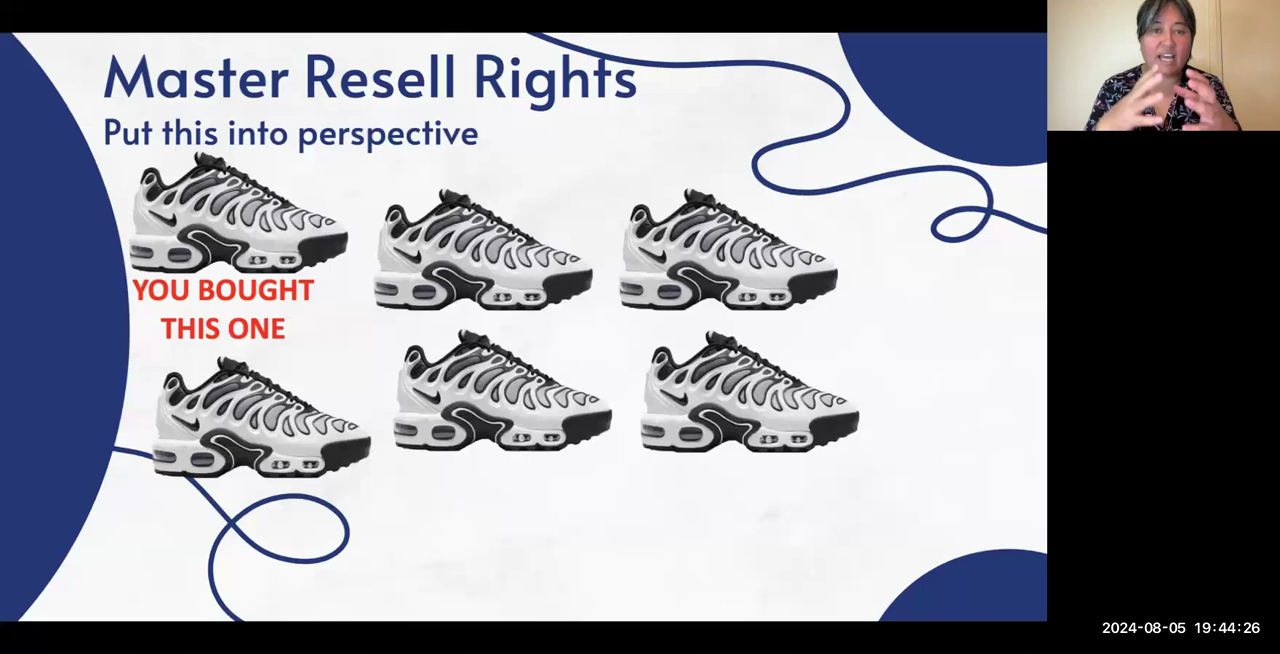 Master Resell Rights
Put this into perspective
YOU BOUGHT
THIS ONE
2024-08-05 19:44:26